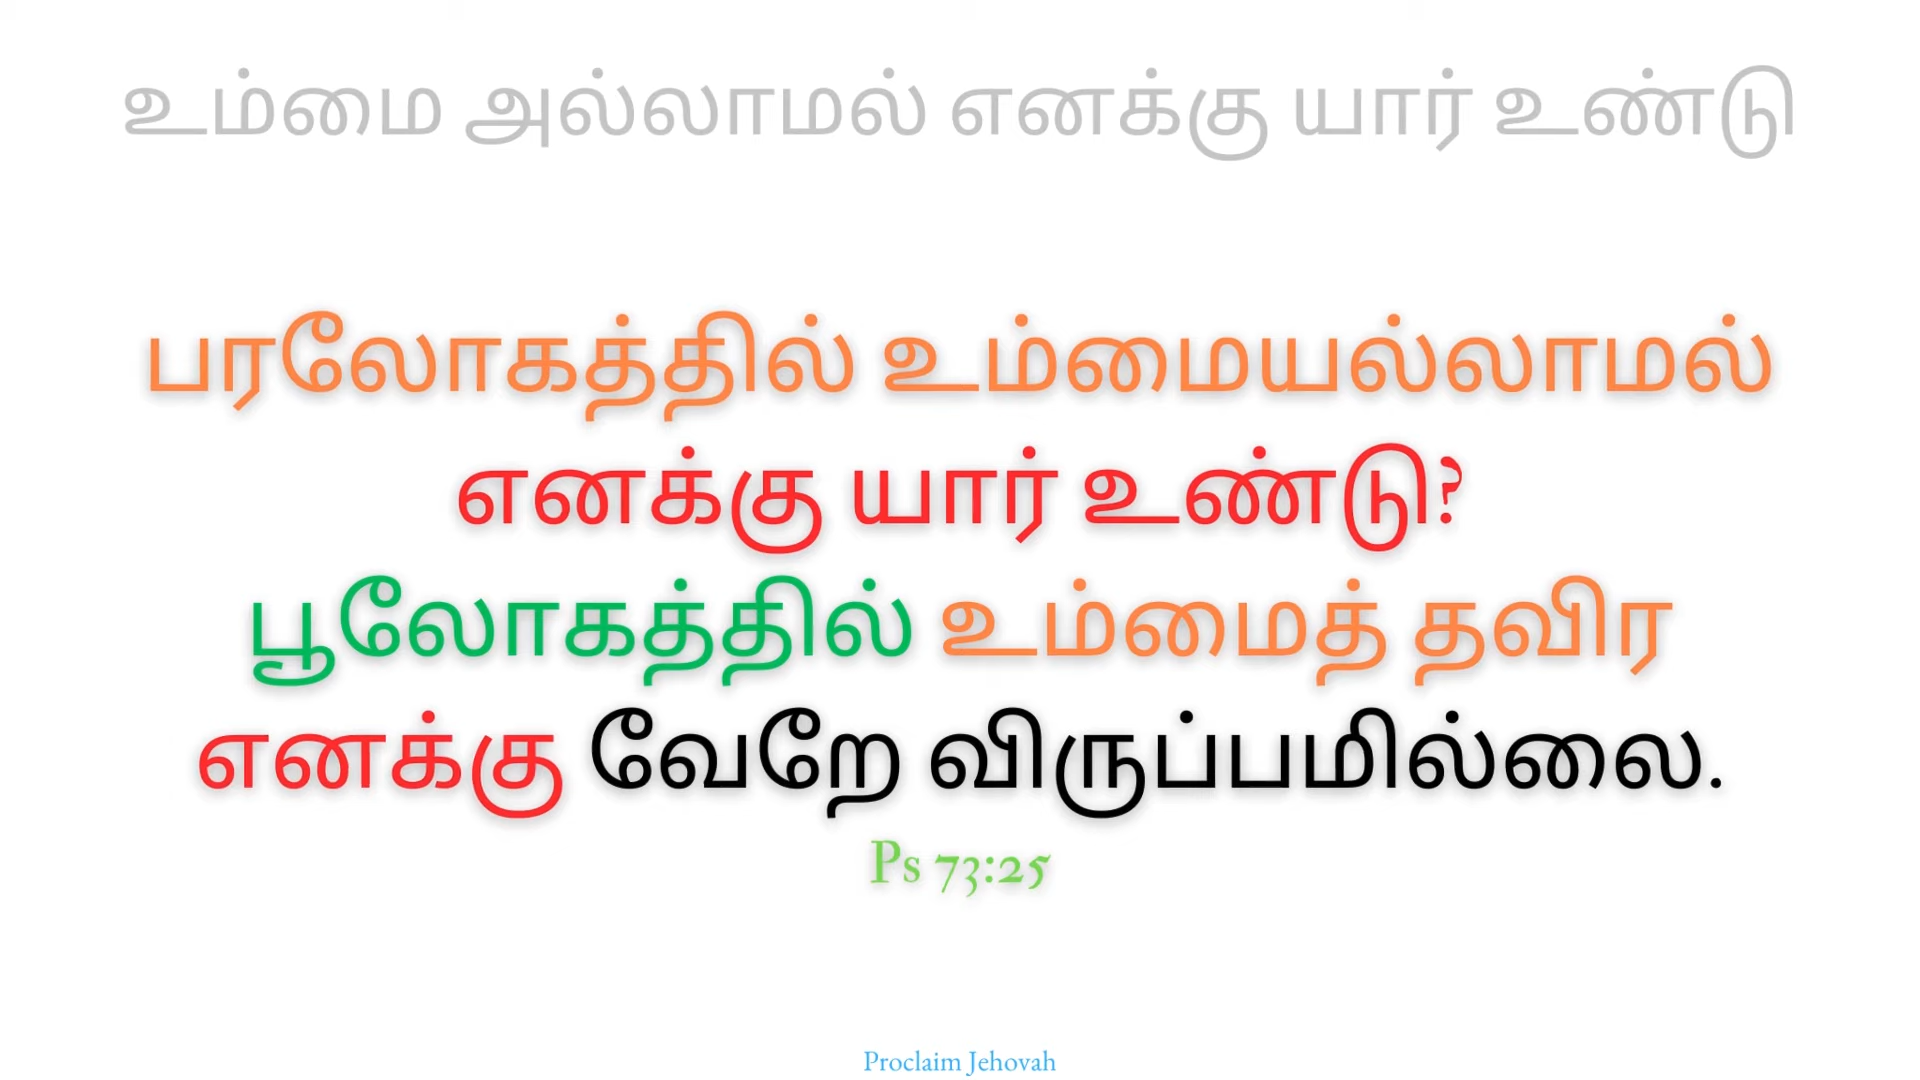 உம்மை அல்லாமல் எனக்கு யார் உண்டு
பரலோகத்தில் உம்மையல்லாமல்
எனக்கு யார் உண்டு?
பூலோகத்தில் உம்மைத் தவிர
எனக்கு வேறே விருப்பமில்லை.
Ps 73:25
Proclaim Jehovah